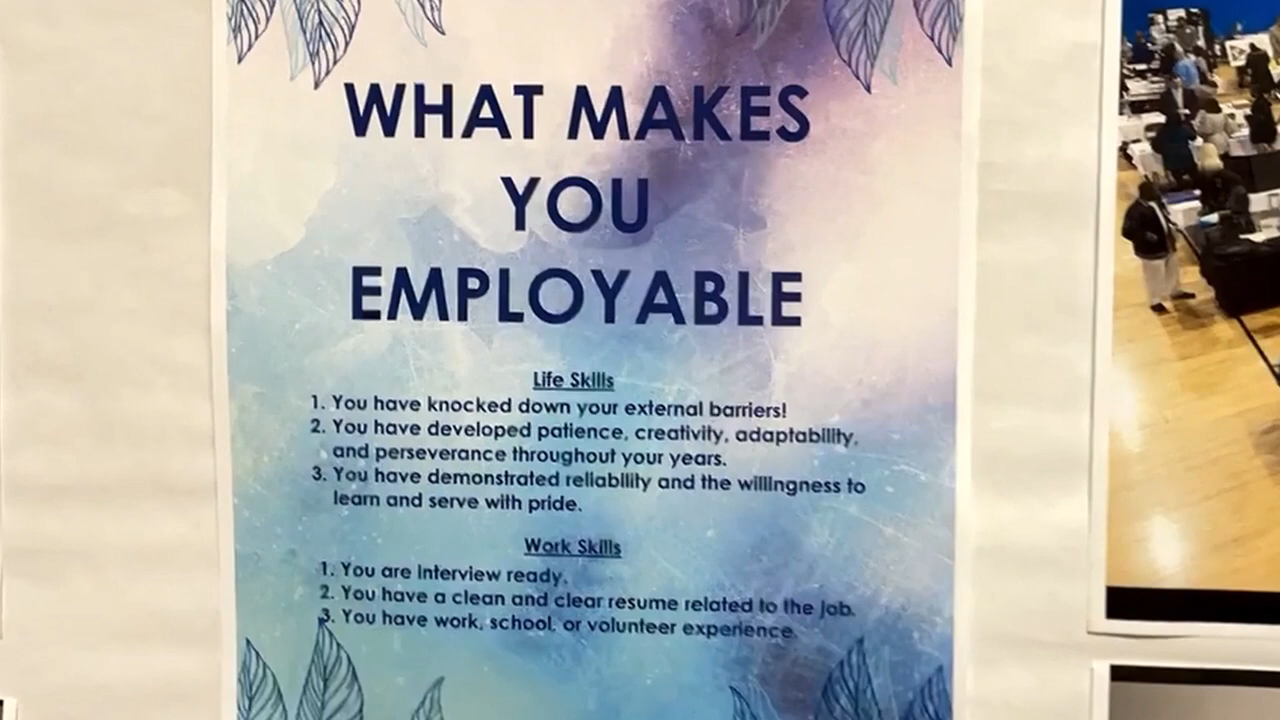 WHAT MAKES
YOU
EMPLOYABLE
Life Skills
1. You have knocked down your external barriers!
2. You have developed patience, creativity, adaptability,
and perseverance throughout your years.
3. You have demonstrated reliability and the willingness to
learn and serve with pride.
Work Skills
1. You are interview ready.
2. You have a clean and clear resume related to the job.
3. You have work, school, or volunteer experience.